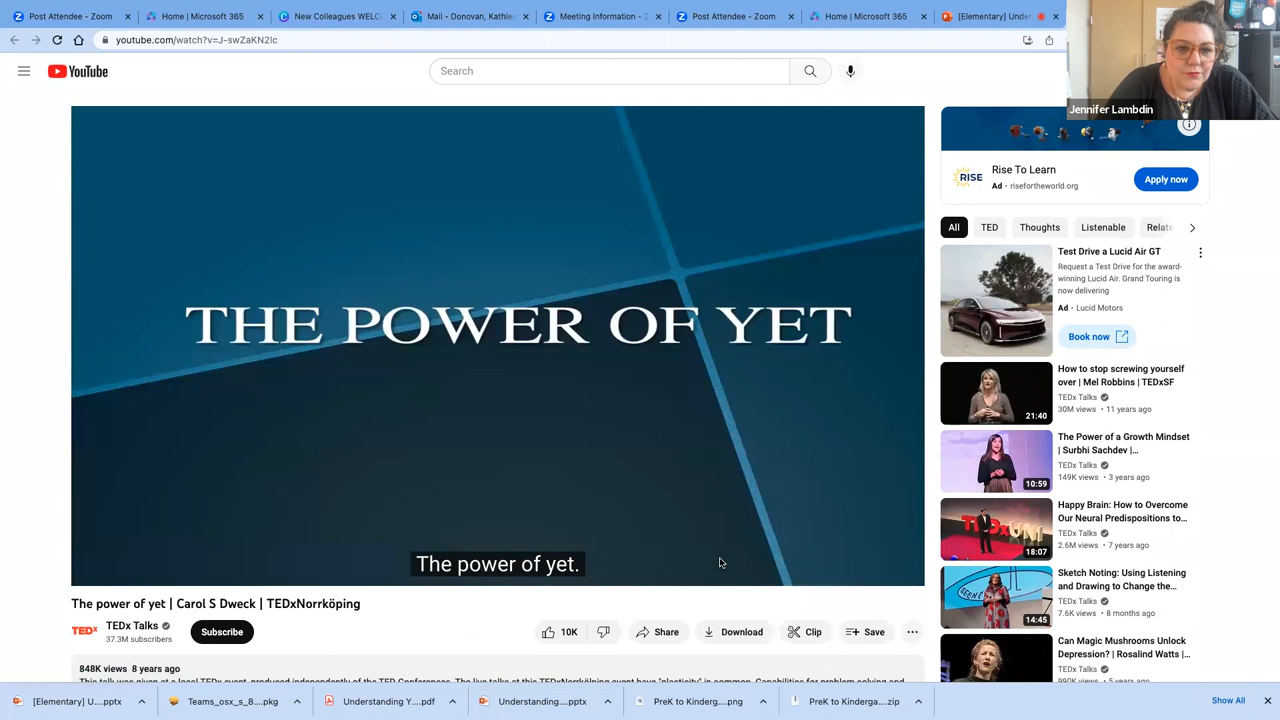 Post Attendee - Zoom
Home | Microsoft 365
New Colleagues WELC
Mail - Donovan, Kathlee
Meeting Information - Z
Post Attendee - Zoom
Home | Microsoft 365
[Elementary] Under
youtube.com/watch?v=J-swZaKN2Ic
YouTube
Search
Jennifer Lambdin
THE POWER OF YET
The power of yet.
The power of yet | Carol S Dweck | TEDxNorrköping
TEDx
TEDx Talks
37.3M subscribers
Subscribe
10K
Share
Download
Clip
Save
848K views 8 years ago
RISE
Rise To Learn
Ad • risefortheworld.org
Apply now
All
TED
Thoughts
Listenable
Relate
Test Drive a Lucid Air GT
Request a Test Drive for the award-
winning Lucid Air. Grand Touring is
now delivering
Ad • Lucid Motors
Book now
How to stop screwing yourself
over | Mel Robbins | TEDxSF
TEDx Talks
30M views • 11 years ago
21:40
The Power of a Growth Mindset
| Surbhi Sachdev |...
TEDx Talks
149K views • 3 years ago
10:59
Happy Brain: How to Overcome
Our Neural Predispositions to...
TEDx Talks
2.6M views • 7 years ago
18:07
Sketch Noting: Using Listening
and Drawing to Change the...
TEDx Talks
7.6K views • 8 months ago
14:45
Can Magic Mushrooms Unlock
Depression? | Rosalind Watts |...
TEDx Talks
990K views • 5 years ago
[Elementary] U....pptx
Teams_osx_s_8....pkg
Understanding Y....pdf
Understanding....pptx
PreK to Kinderg....png
PreK to Kinderga....zip
Show All